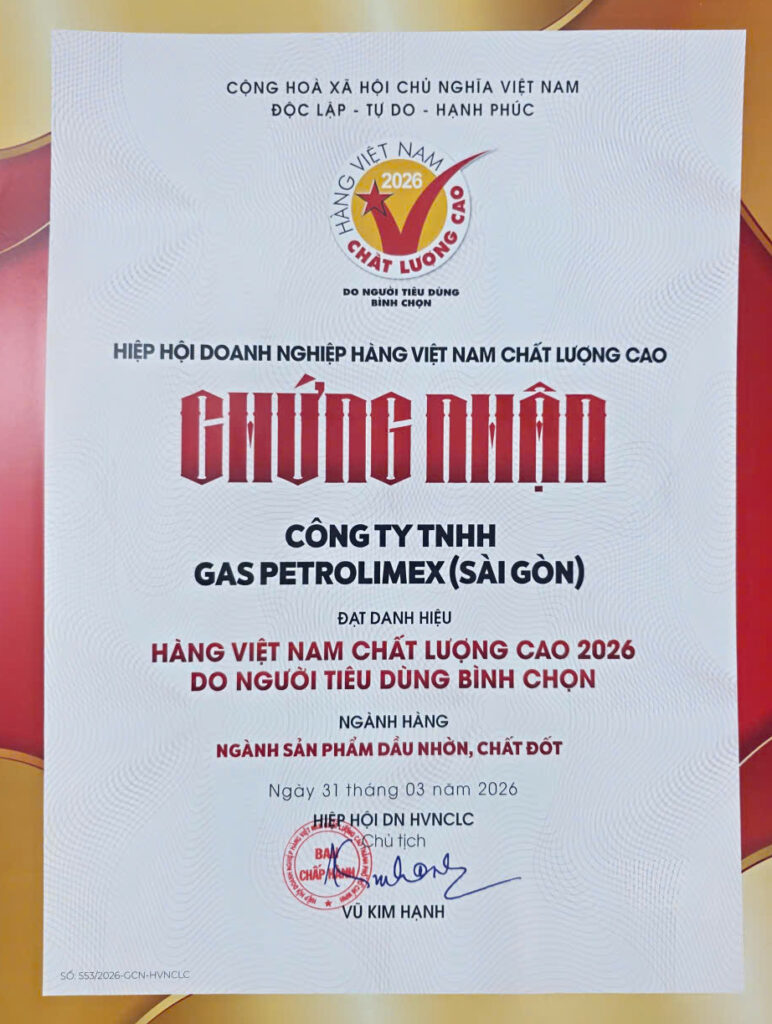 CỘNG HOÀ XÃ HỘI CHỦ NGHĨA VIỆT NAM
ĐỘC LẬP - TỰ DO - HẠNH PHÚC
HÀNG VIỆT NAM
2026
CHẤT LƯỢNG CAO
DO NGƯỜI TIÊU DÙNG
BÌNH CHỌN
HIỆP HỘI DOANH NGHIỆP HÀNG VIỆT NAM CHẤT LƯỢNG CAO
CHỨNG NHẬN
CÔNG TY TNHH
GAS PETROLIMEX (SÀI GÒN)
ĐẠT DANH HIỆU
HÀNG VIỆT NAM CHẤT LƯỢNG CAO 2026
DO NGƯỜI TIÊU DÙNG BÌNH CHỌN
NGÀNH HÀNG
NGÀNH SẢN PHẨM DẦU NHỜN, CHẤT ĐỐT
Ngày 31 tháng 03 năm 2026
HIỆP HỘI DN HVNCLC
Chủ tịch
BAN
CHẤP HÀNH
VŨ KIM HẠNH
SỐ: 553/2026-GCN-HVNCLC